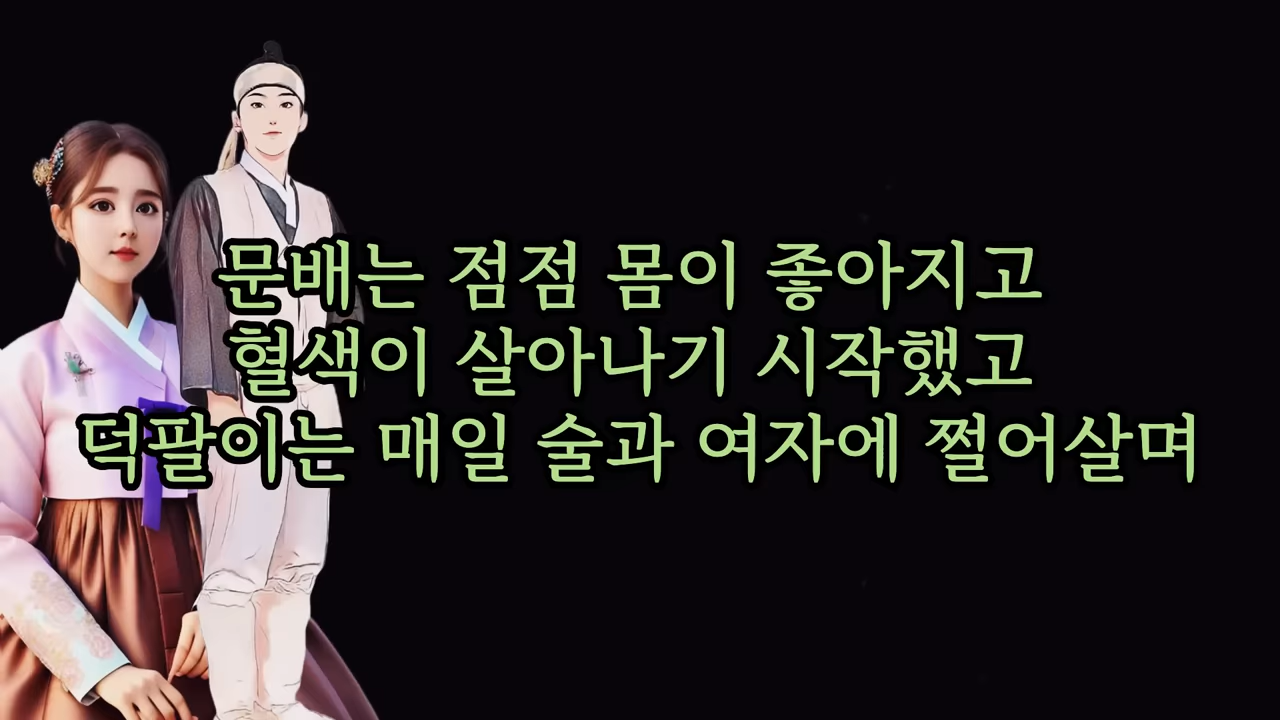 문배는 점점 몸이 좋아지고
혈색이 살아나기 시작했고
덕팔이는 매일 술과 여자에 쩔어살며